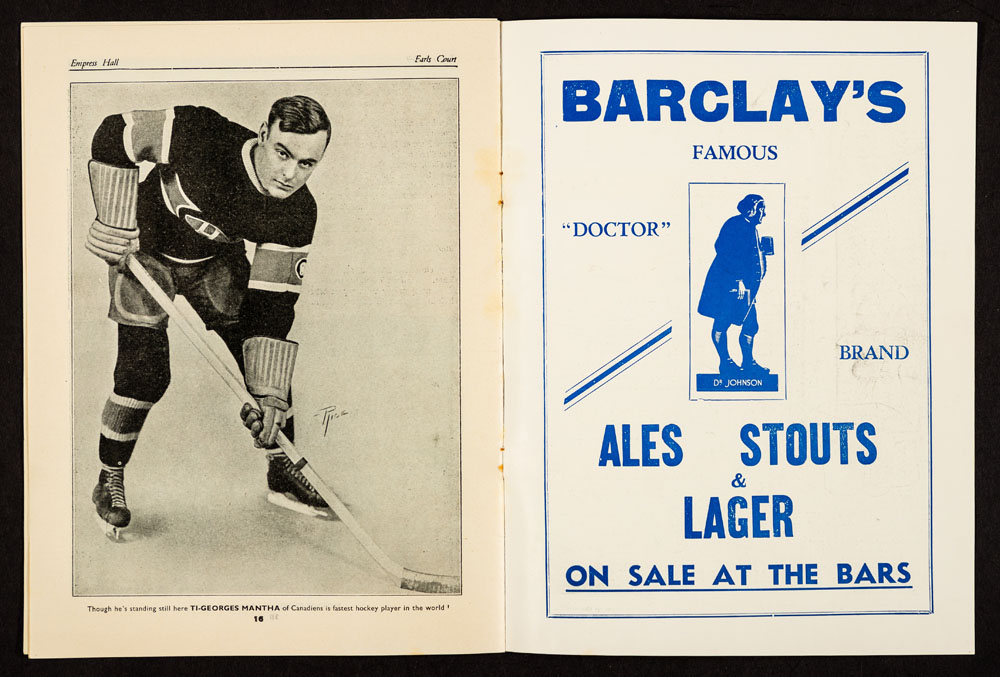 Empress Hall
Earls Court
Though he's standing still here TI-GEORGES MANTHA of Canadiens is fastest hockey player in the world !
16
BARCLAY'S
FAMOUS
"DOCTOR"
DR JOHNSON
BRAND
ALES STOUTS
&
LAGER
ON SALE AT THE BARS